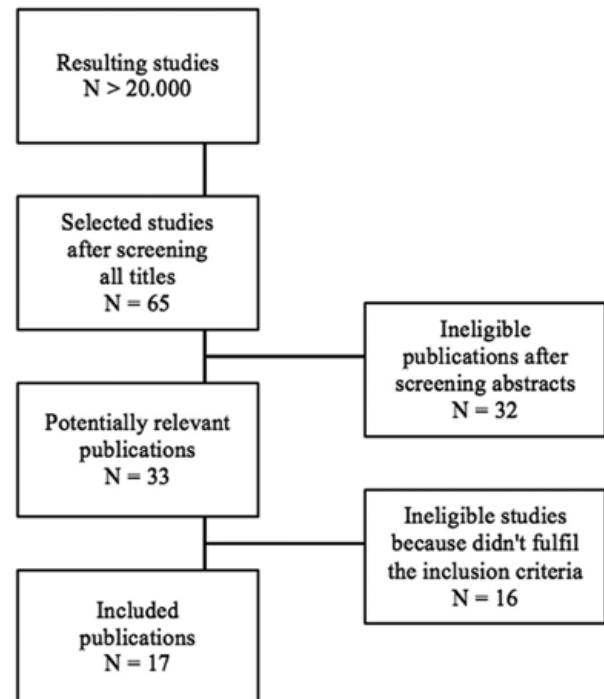 Resulting studies
N > 20.000
Selected studies
after screening
all titles
N = 65
Ineligible
publications after
screening abstracts
N = 32
Potentially relevant
publications
N = 33
Ineligible studies
because didn't fulfil
the inclusion criteria
N = 16
Included
publications
N = 17